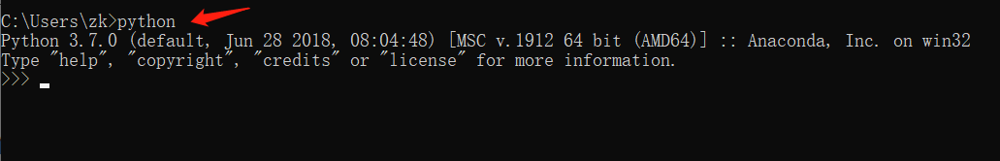 C:\Users\zk>python
Python 3.7.0 (default, Jun 28 2018, 08:04:48) [MSC v.1912 64 bit (AMD64)] :: Anaconda, Inc. on win32
Type "help", "copyright", "credits" or "license" for more information.
>>>